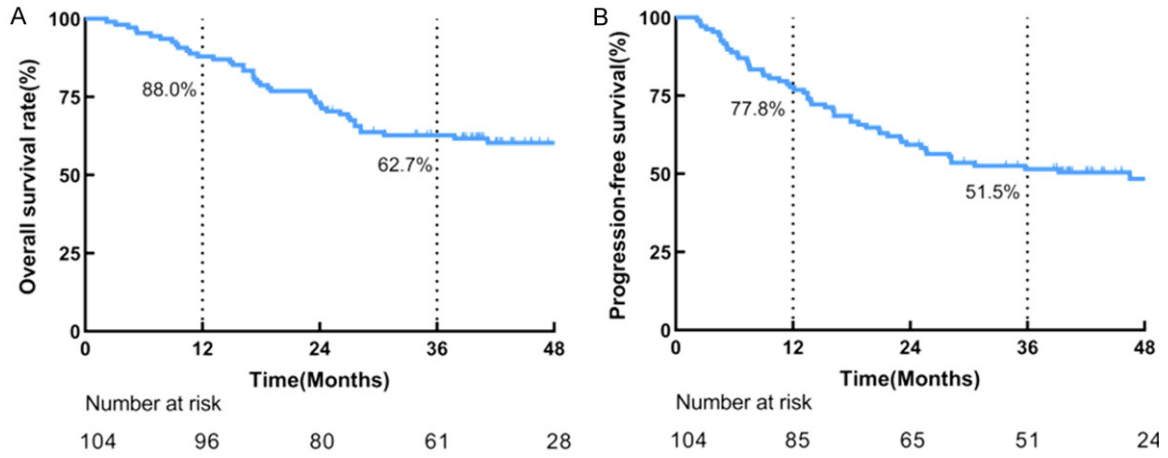 A
Overall survival rate(%)
100
75
50
25
0
88.0%
62.7%
0 12 24 36 48
Time(Months)
Number at risk
104 96 80 61 28
B
Progression-free survival(%)
100
75
50
25
0
77.8%
51.5%
0 12 24 36 48
Time(Months)
Number at risk
104 85 65 51 24